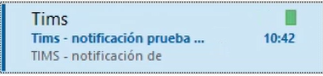 Tims
Tims - notificación prueba ... 10:42
TIMS - notificación de